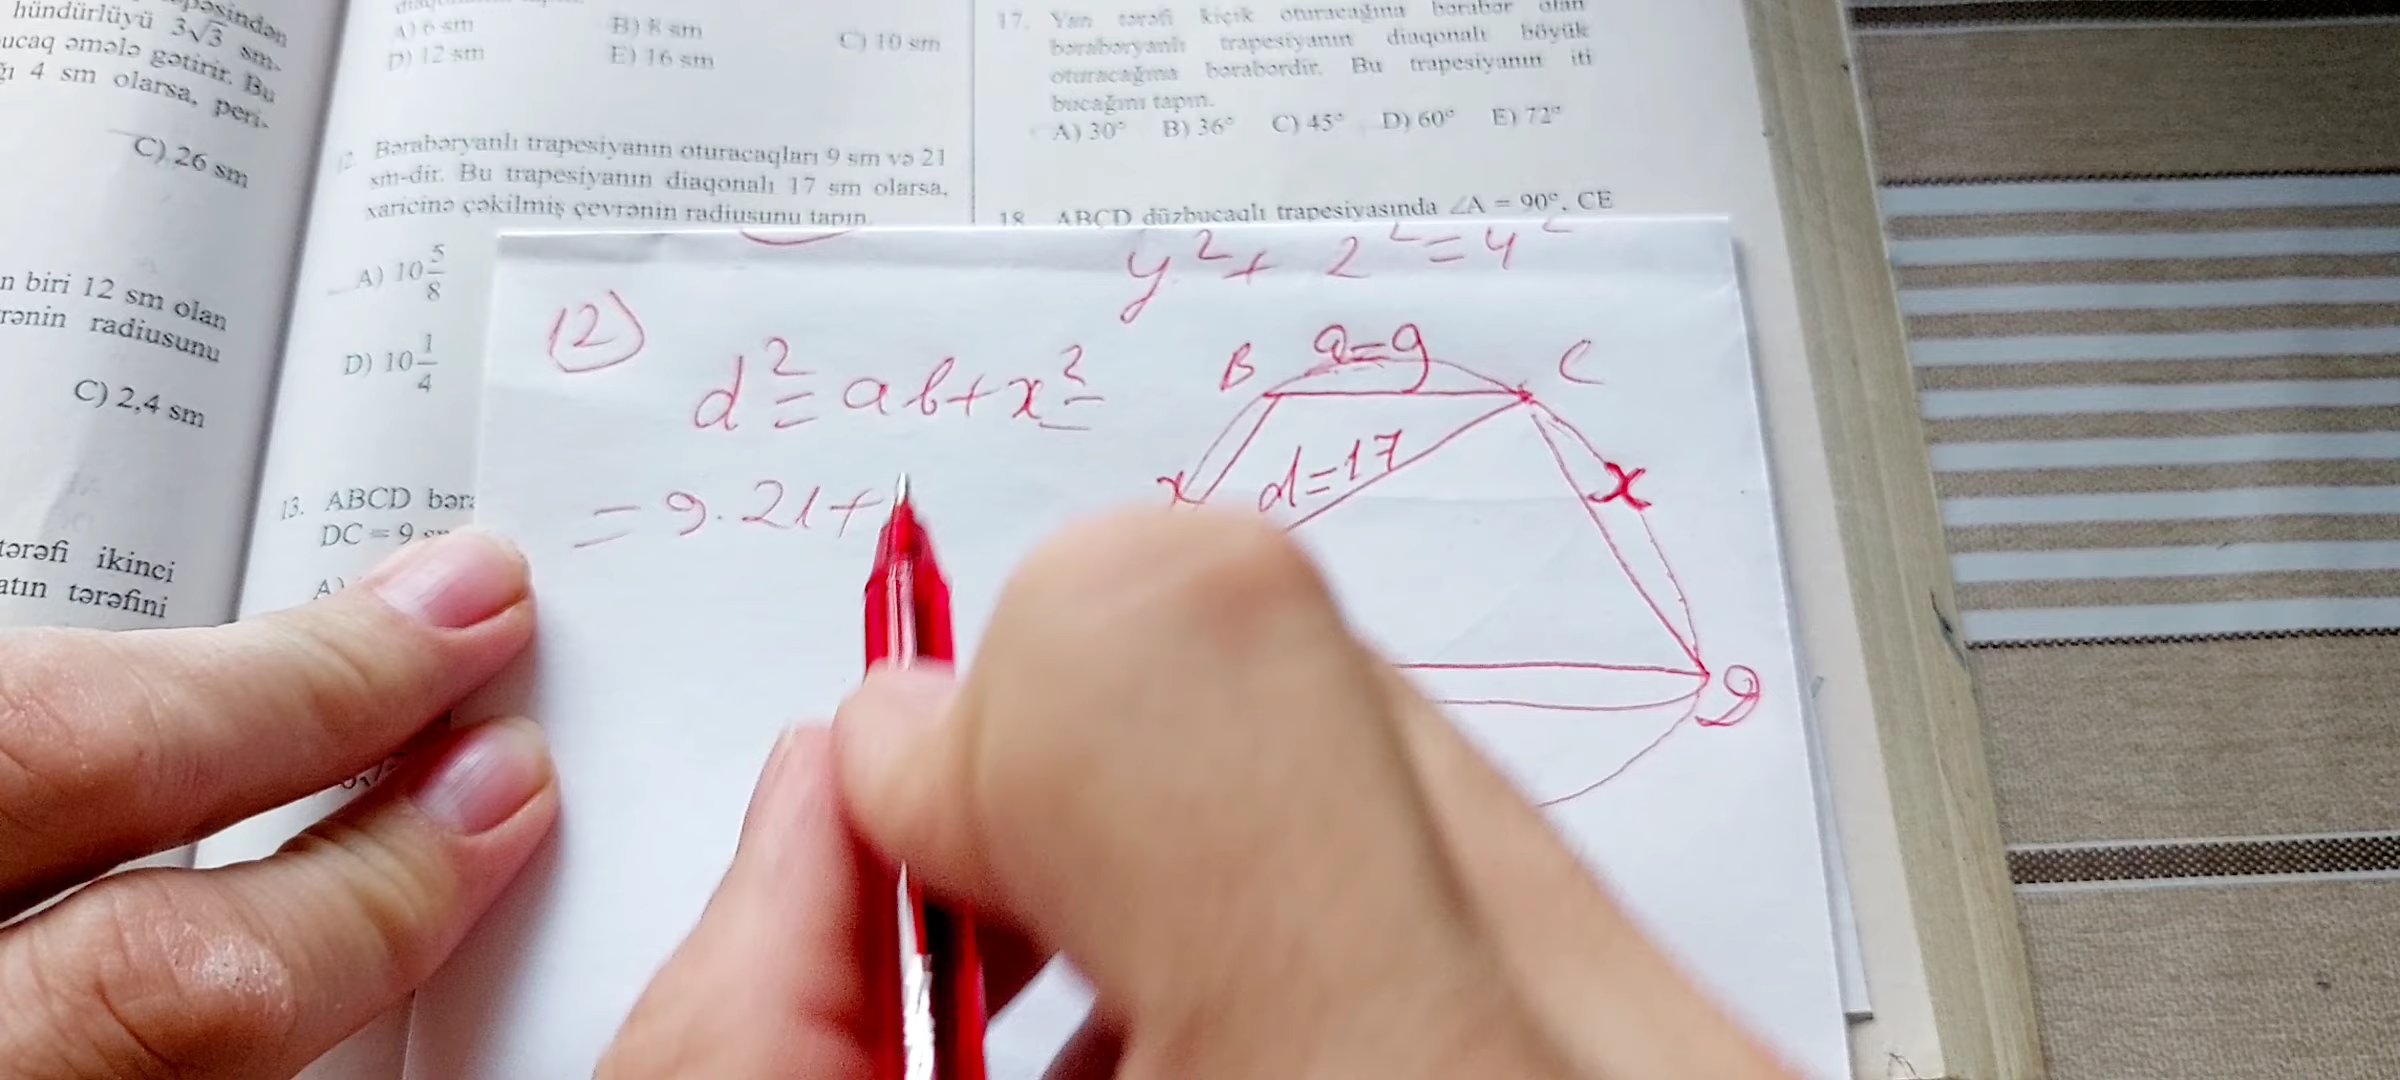 hündürlüyü 3√3 sm-
ucaq əmələ gətirir. Bu
ğı 4 sm olarsa, peri-
C) 26 sm
n biri 12 sm olan
rənin radiusunu
C) 2,4 sm
tərəfi ikinci
atın tərəfini
A) 6 sm B) 8 sm C) 10 sm
D) 12 sm E) 16 sm
12. Bərabəryanlı trapesiyanın oturacaqları 9 sm və 21
sm-dir. Bu trapesiyanın diaqonalı 17 sm olarsa,
xaricinə çəkilmiş çevrənin radiusunu tapın.
A) 10 5/8
D) 10 1/4
13. ABCD bər
DC = 9
A)
17. Yan tərəfi kiçik oturacağına bərabər olan
bərabəryanlı trapesiyanın diaqonalı böyük
oturacağına bərabərdir. Bu trapesiyanın iti
bucağını tapın.
A) 30° B) 36° C) 45° D) 60° E) 72°
18. ABCD düzbucaqlı trapesiyasında ∠A = 90°, CE
y² + 2² = 4²
12
d² = ab + x² =
= 9 · 21 +
B a=9 C
d=17
x x
D